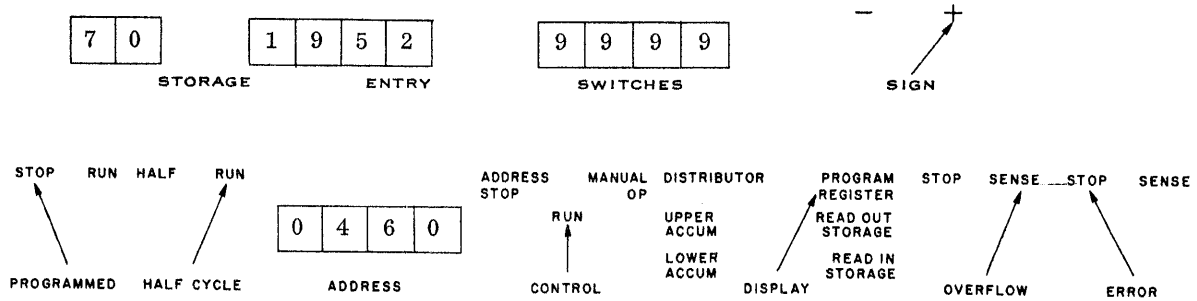 − +
7 0 1 9 5 2 9 9 9 9
STORAGE ENTRY SWITCHES SIGN
STOP RUN HALF RUN
ADDRESS STOP MANUAL OP DISTRIBUTOR PROGRAM REGISTER STOP SENSE STOP SENSE
RUN UPPER ACCUM READ OUT STORAGE
0 4 6 0
LOWER ACCUM READ IN STORAGE
PROGRAMMED HALF CYCLE ADDRESS CONTROL DISPLAY OVERFLOW ERROR